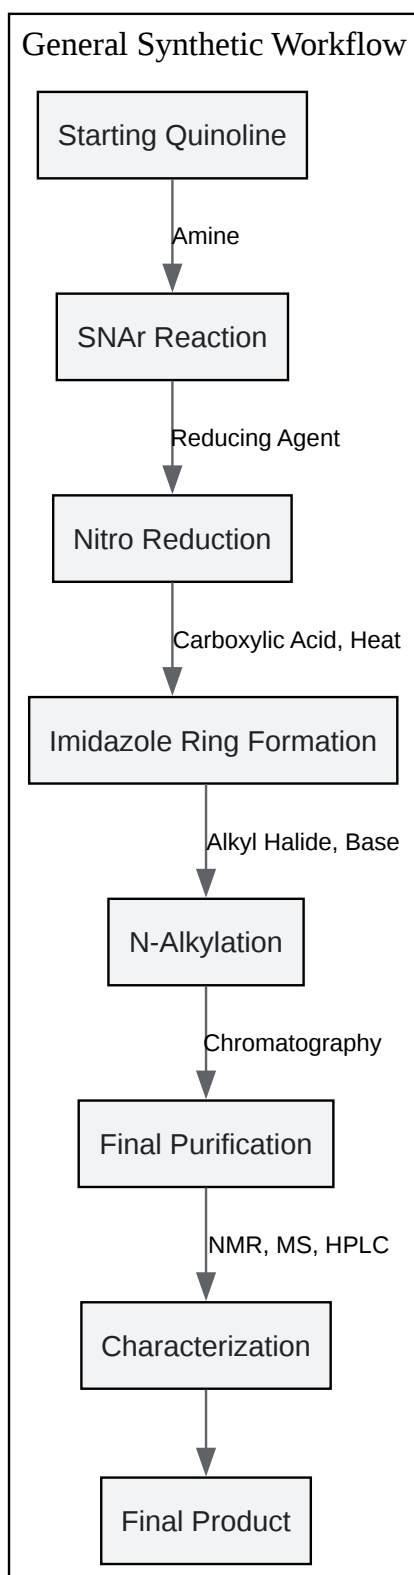 General Synthetic Workflow
Starting Quinoline
Amine
SNAr Reaction
Reducing Agent
Nitro Reduction
Carboxylic Acid, Heat
Imidazole Ring Formation
Alkyl Halide, Base
N-Alkylation
Chromatography
Final Purification
NMR, MS, HPLC
Characterization
Final Product